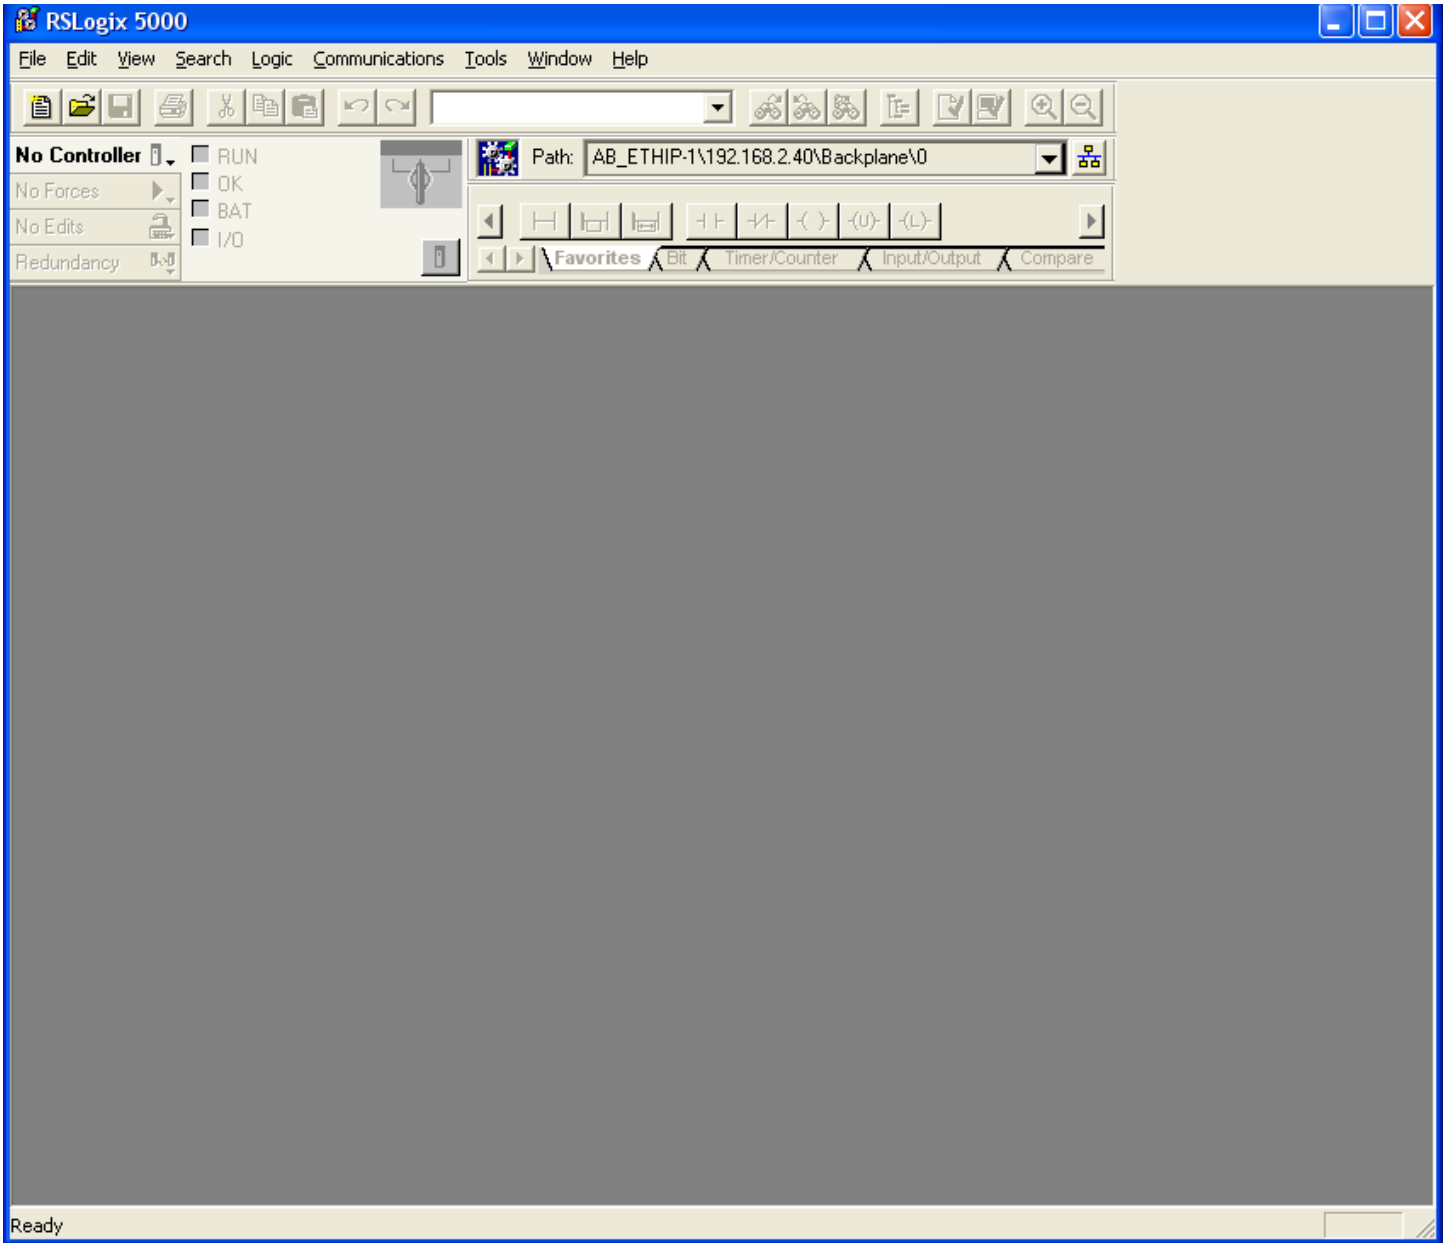 RSLogix 5000
File Edit View Search Logic Communications Tools Window Help
No Controller
RUN
No Forces
OK
No Edits
BAT
Redundancy
I/O
Path: AB_ETHIP-1\192.168.2.40\Backplane\0
(U) (L)
Favorites Bit Timer/Counter Input/Output Compare
Ready